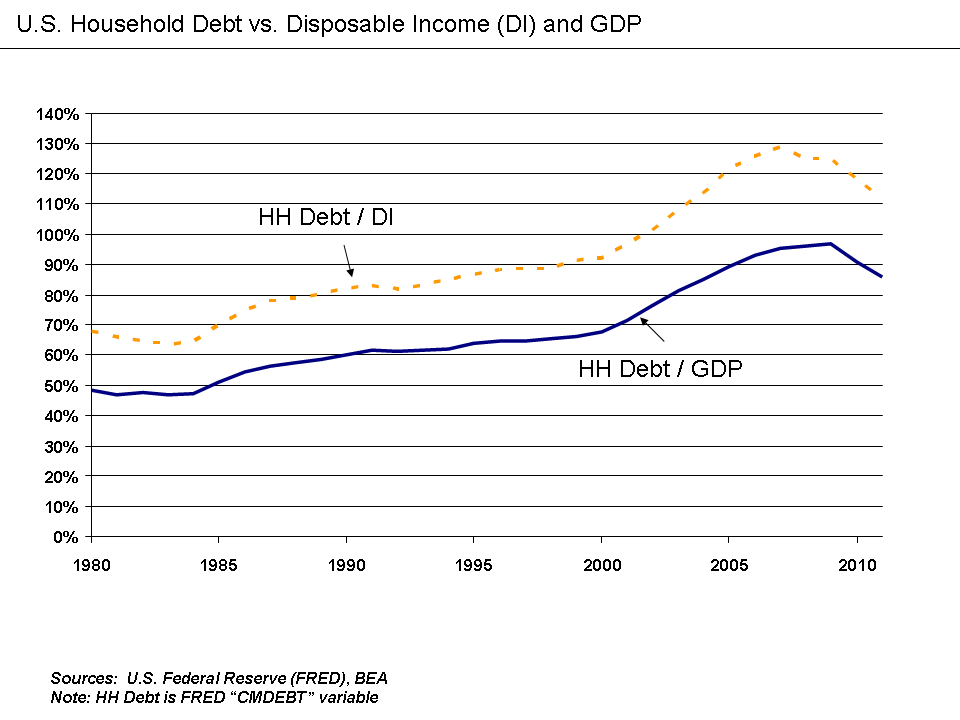 U.S. Household Debt vs. Disposable Income (DI) and GDP
140%
130%
120%
110%
HH Debt / DI
100%
90%
80%
70%
60%
HH Debt / GDP
50%
40%
30%
20%
10%
0%
1980 1985 1990 1995 2000 2005 2010
Sources: U.S. Federal Reserve (FRED), BEA
Note: HH Debt is FRED “CMDEBT” variable